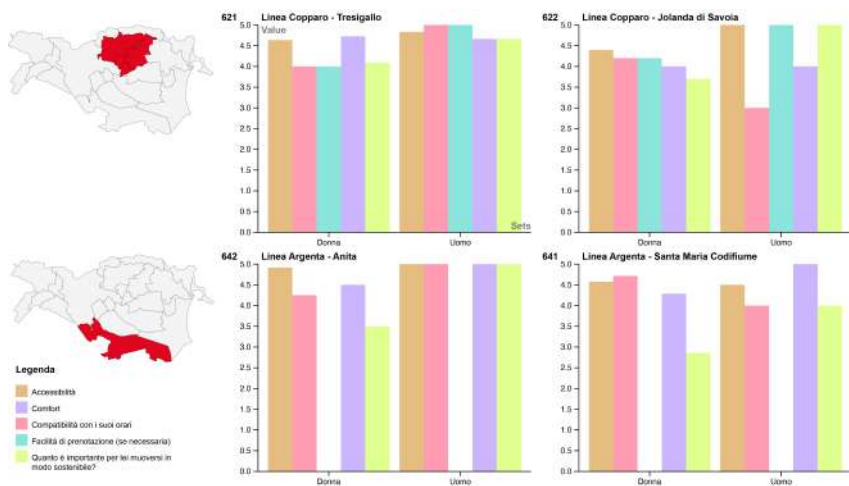 621 Linea Copparo - Tresigallo
Value
5.0
4.5
4.0
3.5
3.0
2.5
2.0
1.5
1.0
0.5
0.0
Sets
Donna Uomo
622 Linea Copparo - Jolanda di Savoia
5.0
4.5
4.0
3.5
3.0
2.5
2.0
1.5
1.0
0.5
0.0
Donna Uomo
642 Linea Argenta - Anita
5.0
4.5
4.0
3.5
3.0
2.5
2.0
1.5
1.0
0.5
0.0
Donna Uomo
641 Linea Argenta - Santa Maria Codifiume
5.0
4.5
4.0
3.5
3.0
2.5
2.0
1.5
1.0
0.5
0.0
Donna Uomo
Legenda
Accessibilità
Comfort
Compatibilità con i suoi orari
Facilità di prenotazione (se necessaria)
Quanto è importante per lei muoversi in
modo sostenibile?